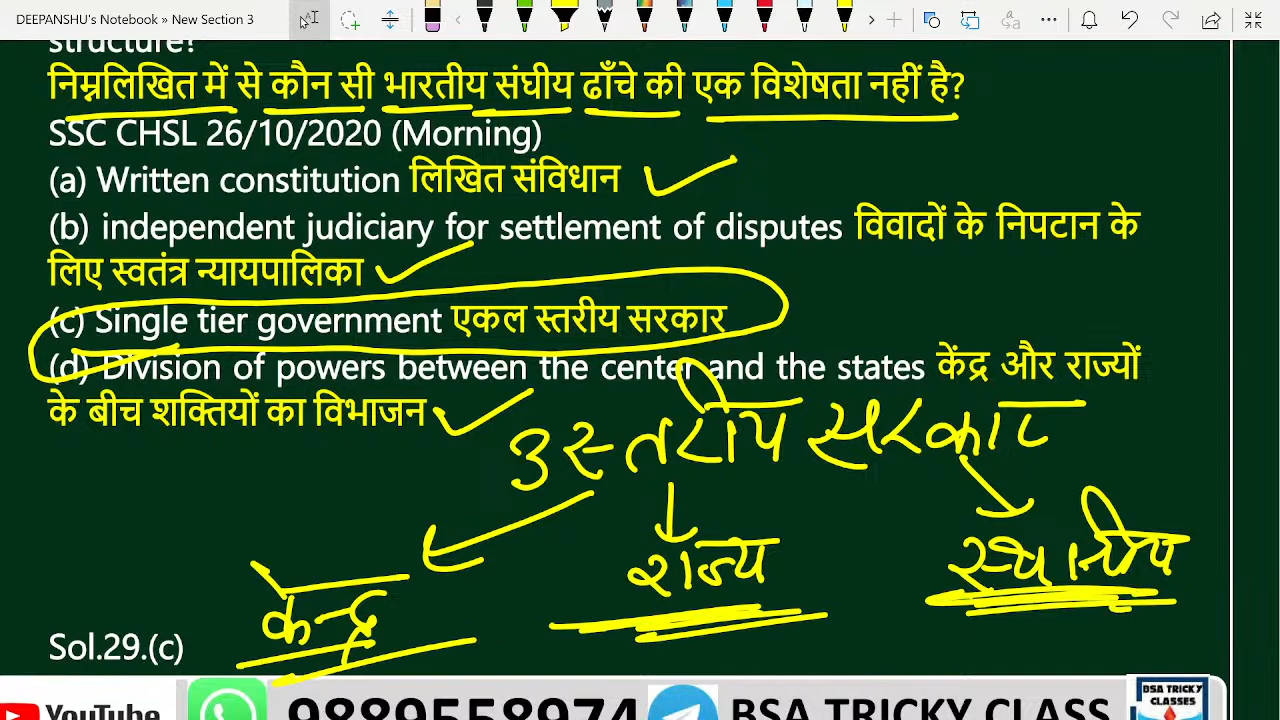 DEEPANSHU's Notebook » New Section 3
structure?
निम्नलिखित में से कौन सी भारतीय संघीय ढाँचे की एक विशेषता नहीं है?
SSC CHSL 26/10/2020 (Morning)
(a) Written constitution लिखित संविधान
(b) independent judiciary for settlement of disputes विवादों के निपटान के
लिए स्वतंत्र न्यायपालिका
(c) Single tier government एकल स्तरीय सरकार
(d) Division of powers between the center and the states केंद्र और राज्यों
के बीच शक्तियों का विभाजन
3 स्तरीय सरकार
केन्द्र राज्य स्थानीय
Sol.29.(c)
YouTube 9889558974 BSA TRICKY CLASS
BSA TRICKY
CLASSES